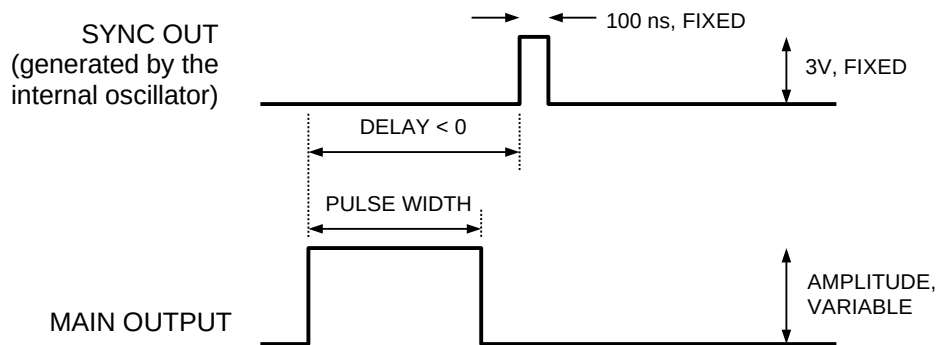 SYNC OUT
(generated by the
internal oscillator)
100 ns, FIXED
3V, FIXED
DELAY < 0
PULSE WIDTH
AMPLITUDE,
VARIABLE
MAIN OUTPUT